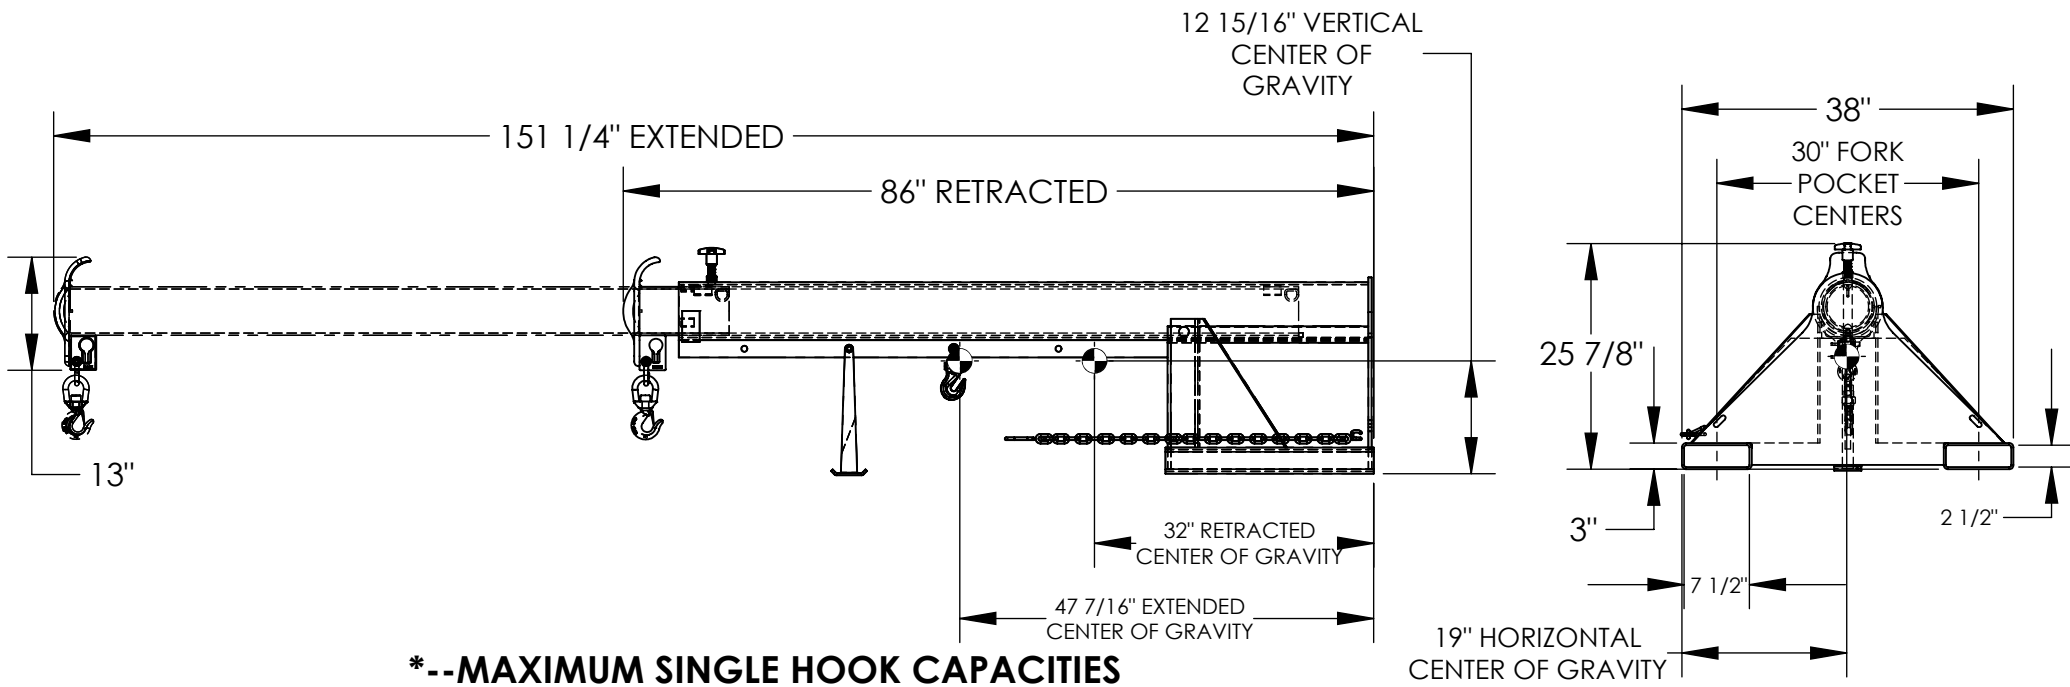 12 15/16" VERTICAL
CENTER OF
GRAVITY
151 1/4" EXTENDED
86" RETRACTED
13"
32" RETRACTED
CENTER OF GRAVITY
47 7/16" EXTENDED
CENTER OF GRAVITY
38"
30" FORK
POCKET
CENTERS
25 7/8"
3"
2 1/2"
7 1/2"
19" HORIZONTAL
CENTER OF GRAVITY
*--MAXIMUM SINGLE HOOK CAPACITIES